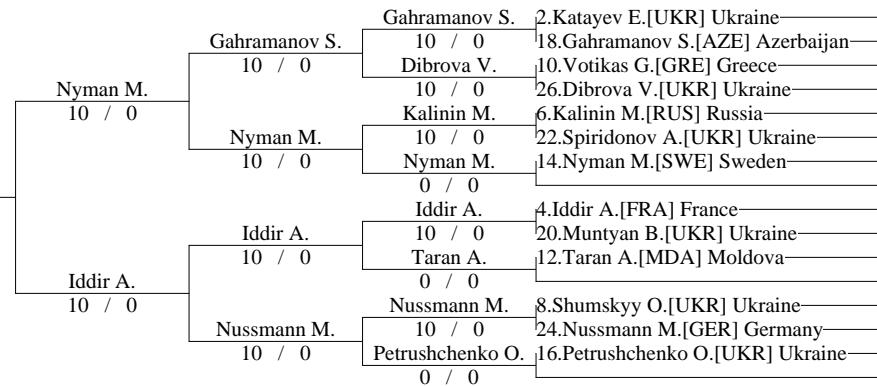 Gahramanov S. 2.Katayev E.[UKR] Ukraine
Gahramanov S. 10 / 0 18.Gahramanov S.[AZE] Azerbaijan
10 / 0 Dibrova V. 10.Votikas G.[GRE] Greece
Nyman M. 10 / 0 26.Dibrova V.[UKR] Ukraine
10 / 0 Kalinin M. 6.Kalinin M.[RUS] Russia
Nyman M. 10 / 0 22.Spiridonov A.[UKR] Ukraine
10 / 0 Nyman M. 14.Nyman M.[SWE] Sweden
0 / 0
Iddir A. 4.Iddir A.[FRA] France
Iddir A. 10 / 0 20.Muntyan B.[UKR] Ukraine
10 / 0 Taran A. 12.Taran A.[MDA] Moldova
Iddir A. 0 / 0
10 / 0 Nussmann M. 8.Shumskyy O.[UKR] Ukraine
Nussmann M. 10 / 0 24.Nussmann M.[GER] Germany
10 / 0 Petrushchenko O. 16.Petrushchenko O.[UKR] Ukraine
0 / 0